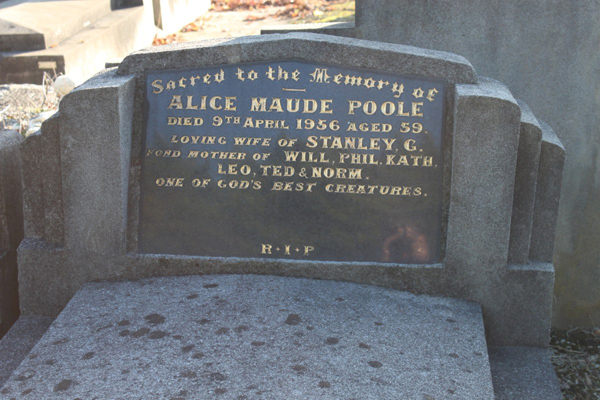 Sacred to the Memory of
ALICE MAUDE POOLE
DIED 9TH APRIL 1956 AGED 59.
LOVING WIFE OF STANLEY, G.
FOND MOTHER OF WILL, PHIL, KATH,
LEO, TED & NORM.
ONE OF GOD'S BEST CREATURES.
R·I·P